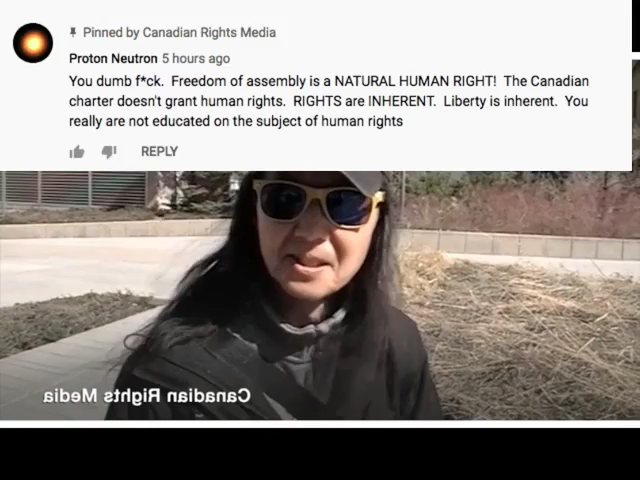 Pinned by Canadian Rights Media
Proton Neutron 5 hours ago
You dumb f*ck. Freedom of assembly is a NATURAL HUMAN RIGHT! The Canadian
charter doesn't grant human rights. RIGHTS are INHERENT. Liberty is inherent. You
really are not educated on the subject of human rights
REPLY
Canadian Rights Media